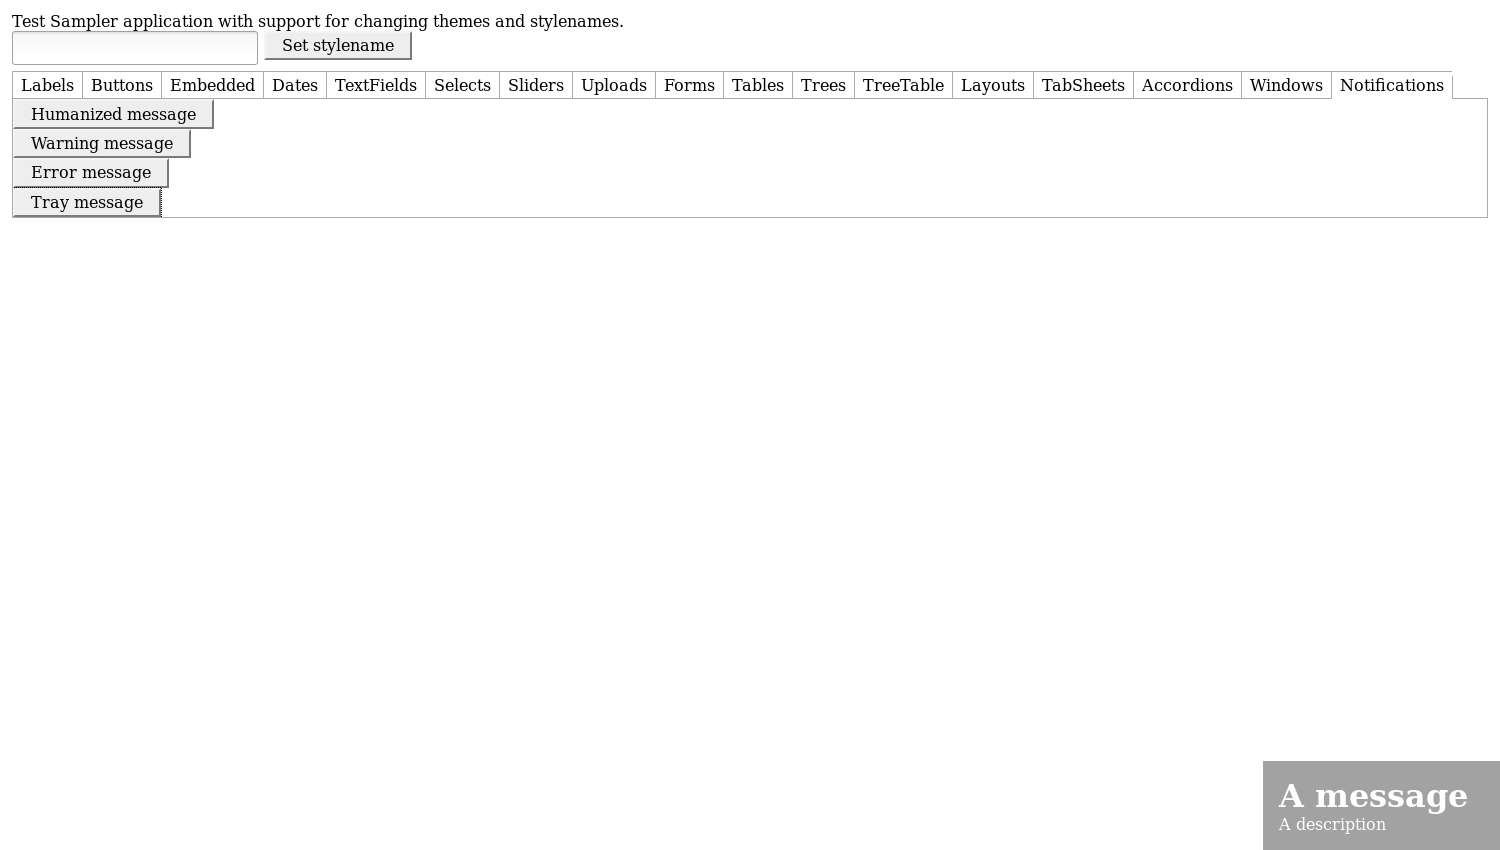 Test Sampler application with support for changing themes and stylenames.
Set stylename
Labels Buttons Embedded Dates TextFields Selects Sliders Uploads Forms Tables Trees TreeTable Layouts TabSheets Accordions Windows Notifications
Humanized message
Warning message
Error message
Tray message
A message
A description